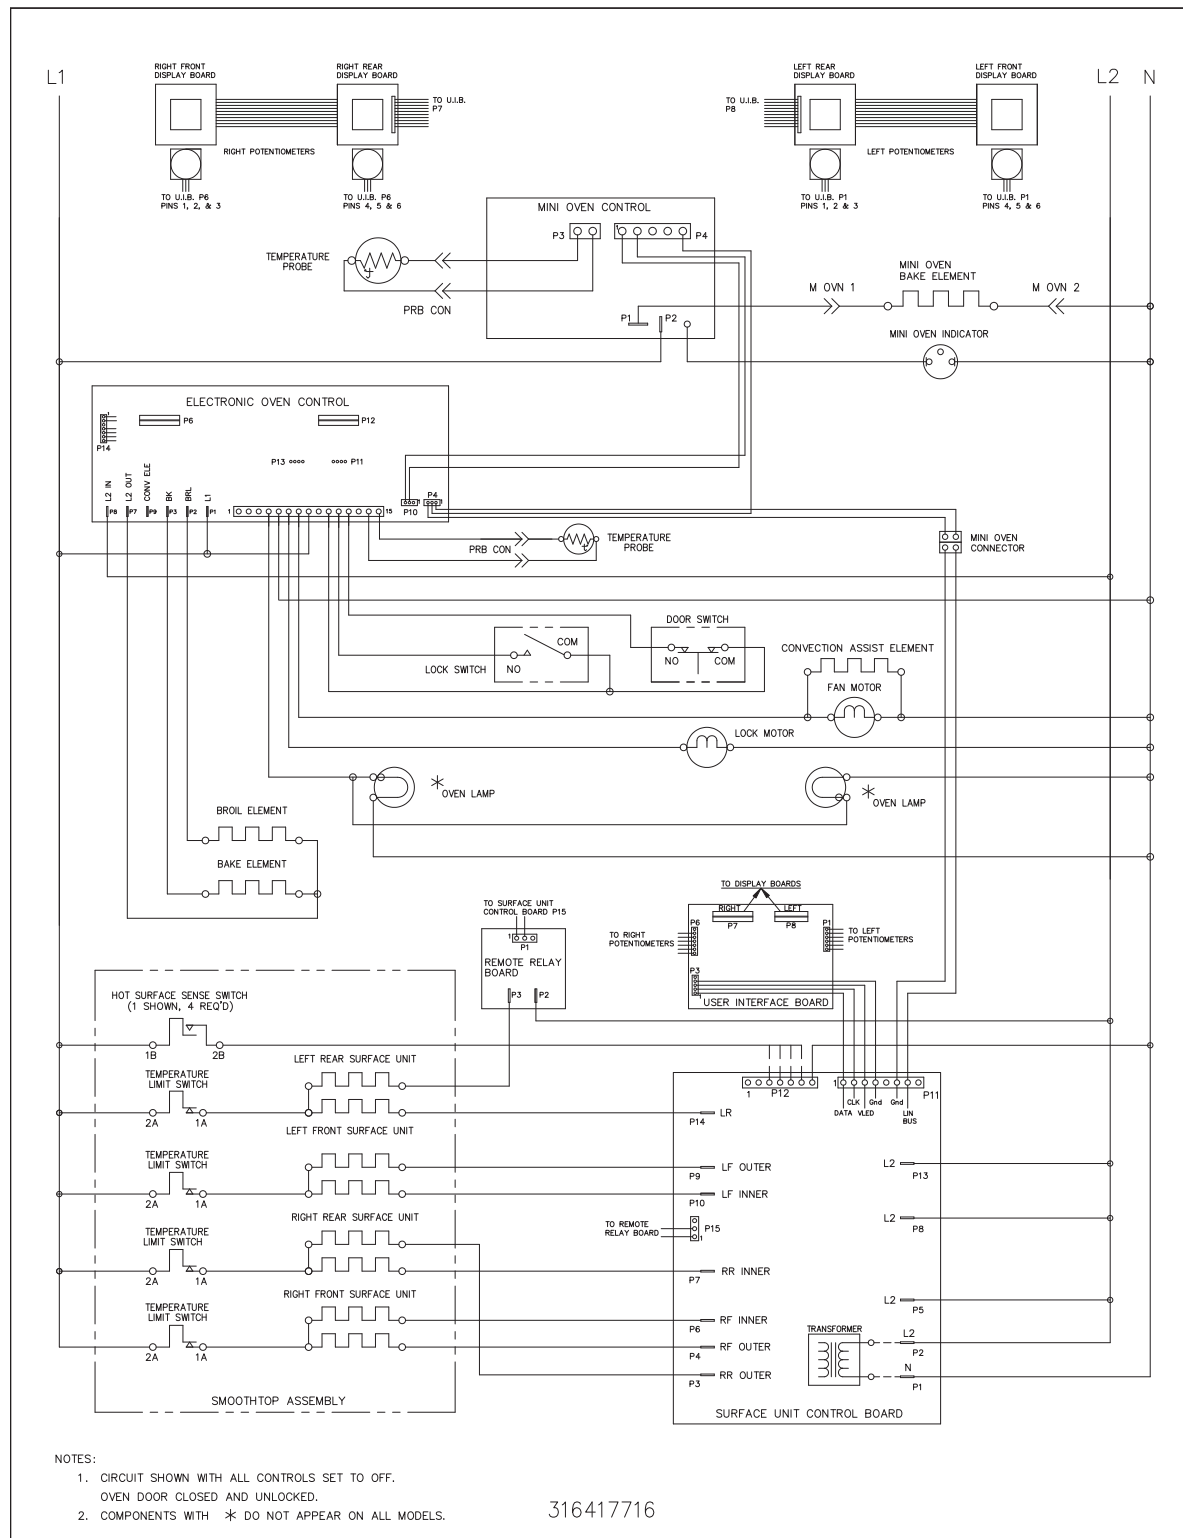 L1
RIGHT FRONT
DISPLAY BOARD
RIGHT REAR
DISPLAY BOARD
TO U.I.B.
P7
RIGHT POTENTIOMETERS
TO U.I.B. P6
PINS 1, 2, & 3
TO U.I.B. P6
PINS 4, 5 & 6
LEFT REAR
DISPLAY BOARD
LEFT FRONT
DISPLAY BOARD
L2 N
TO U.I.B.
P8
LEFT POTENTIOMETERS
TO U.I.B. P1
PINS 1, 2 & 3
TO U.I.B. P1
PINS 4, 5 & 6
MINI OVEN CONTROL
P3
1
P4
TEMPERATURE
PROBE
PRB CON
P1
P2
MINI OVEN
BAKE ELEMENT
M OVN 1
M OVN 2
MINI OVEN INDICATOR
ELECTRONIC OVEN CONTROL
1
P14
P6
P12
P13
P11
L2 IN
L2 OUT
CONV ELE
BK
BRL
L1
P8
P7
P9
P3
P2
P1
1
15
1
P10
P4
1
PRB CON
TEMPERATURE
PROBE
MINI OVEN
CONNECTOR
LOCK SWITCH
NO
COM
DOOR SWITCH
NO
COM
CONVECTION ASSIST ELEMENT
FAN MOTOR
LOCK MOTOR
* OVEN LAMP
* OVEN LAMP
BROIL ELEMENT
BAKE ELEMENT
TO SURFACE UNIT
CONTROL BOARD P15
1
P1
REMOTE RELAY
BOARD
P3
P2
TO DISPLAY BOARDS
RIGHT
P7
LEFT
P8
P6
P1
TO RIGHT
POTENTIOMETERS
TO LEFT
POTENTIOMETERS
P3
1
USER INTERFACE BOARD
HOT SURFACE SENSE SWITCH
(1 SHOWN, 4 REQ'D)
1B
2B
TEMPERATURE
LIMIT SWITCH
2A
1A
LEFT REAR SURFACE UNIT
LEFT FRONT SURFACE UNIT
TEMPERATURE
LIMIT SWITCH
2A
1A
RIGHT REAR SURFACE UNIT
TEMPERATURE
LIMIT SWITCH
2A
1A
RIGHT FRONT SURFACE UNIT
TEMPERATURE
LIMIT SWITCH
2A
1A
SMOOTHTOP ASSEMBLY
1
P12
1
P11
DATA
CLK
VLED
Gnd
Gnd
LIN
BUS
P14
LR
P9
LF OUTER
P10
LF INNER
TO REMOTE
RELAY BOARD
P15
1
P7
RR INNER
P6
RF INNER
P4
RF OUTER
P3
RR OUTER
L2
P13
L2
P8
L2
P5
TRANSFORMER
L2
P2
N
P1
SURFACE UNIT CONTROL BOARD
NOTES:
1. CIRCUIT SHOWN WITH ALL CONTROLS SET TO OFF.
OVEN DOOR CLOSED AND UNLOCKED.
2. COMPONENTS WITH * DO NOT APPEAR ON ALL MODELS.
316417716